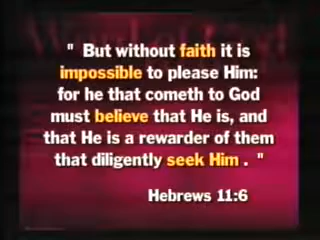 " But without faith it is
impossible to please Him:
for he that cometh to God
must believe that He is, and
that He is a rewarder of them
that diligently seek Him . "
Hebrews 11:6